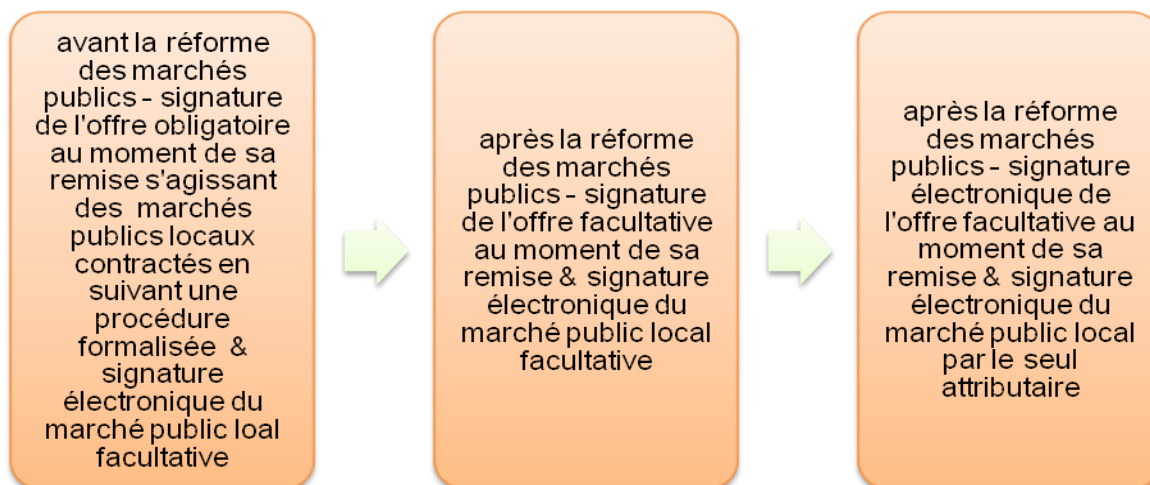 avant la réforme
des marchés
publics - signature
de l'offre obligatoire
au moment de sa
remise s'agissant
des marchés
publics locaux
contractés en
suivant une
procédure
formalisée &
signature
électronique du
marché public loal
facultative
après la réforme
des marchés
publics - signature
de l'offre facultative
au moment de sa
remise & signature
électronique du
marché public local
facultative
après la réforme
des marchés
publics - signature
électronique de
l'offre facultative au
moment de sa
remise & signature
électronique du
marché public local
par le seul
attributaire